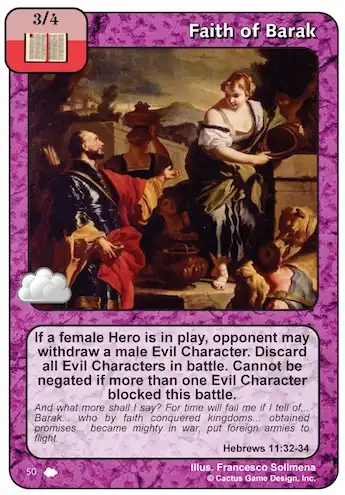 3/4
Faith of Barak
If a female Hero is in play, opponent may
withdraw a male Evil Character. Discard
all Evil Characters in battle. Cannot be
negated if more than one Evil Character
blocked this battle.
And what more shall I say? For time will fail me if I tell of...
Barak... who by faith conquered kingdoms... obtained
promises... became mighty in war, put foreign armies to
flight.
Hebrews 11:32-34
50
Illus. Francesco Solimena
© Cactus Game Design, Inc.